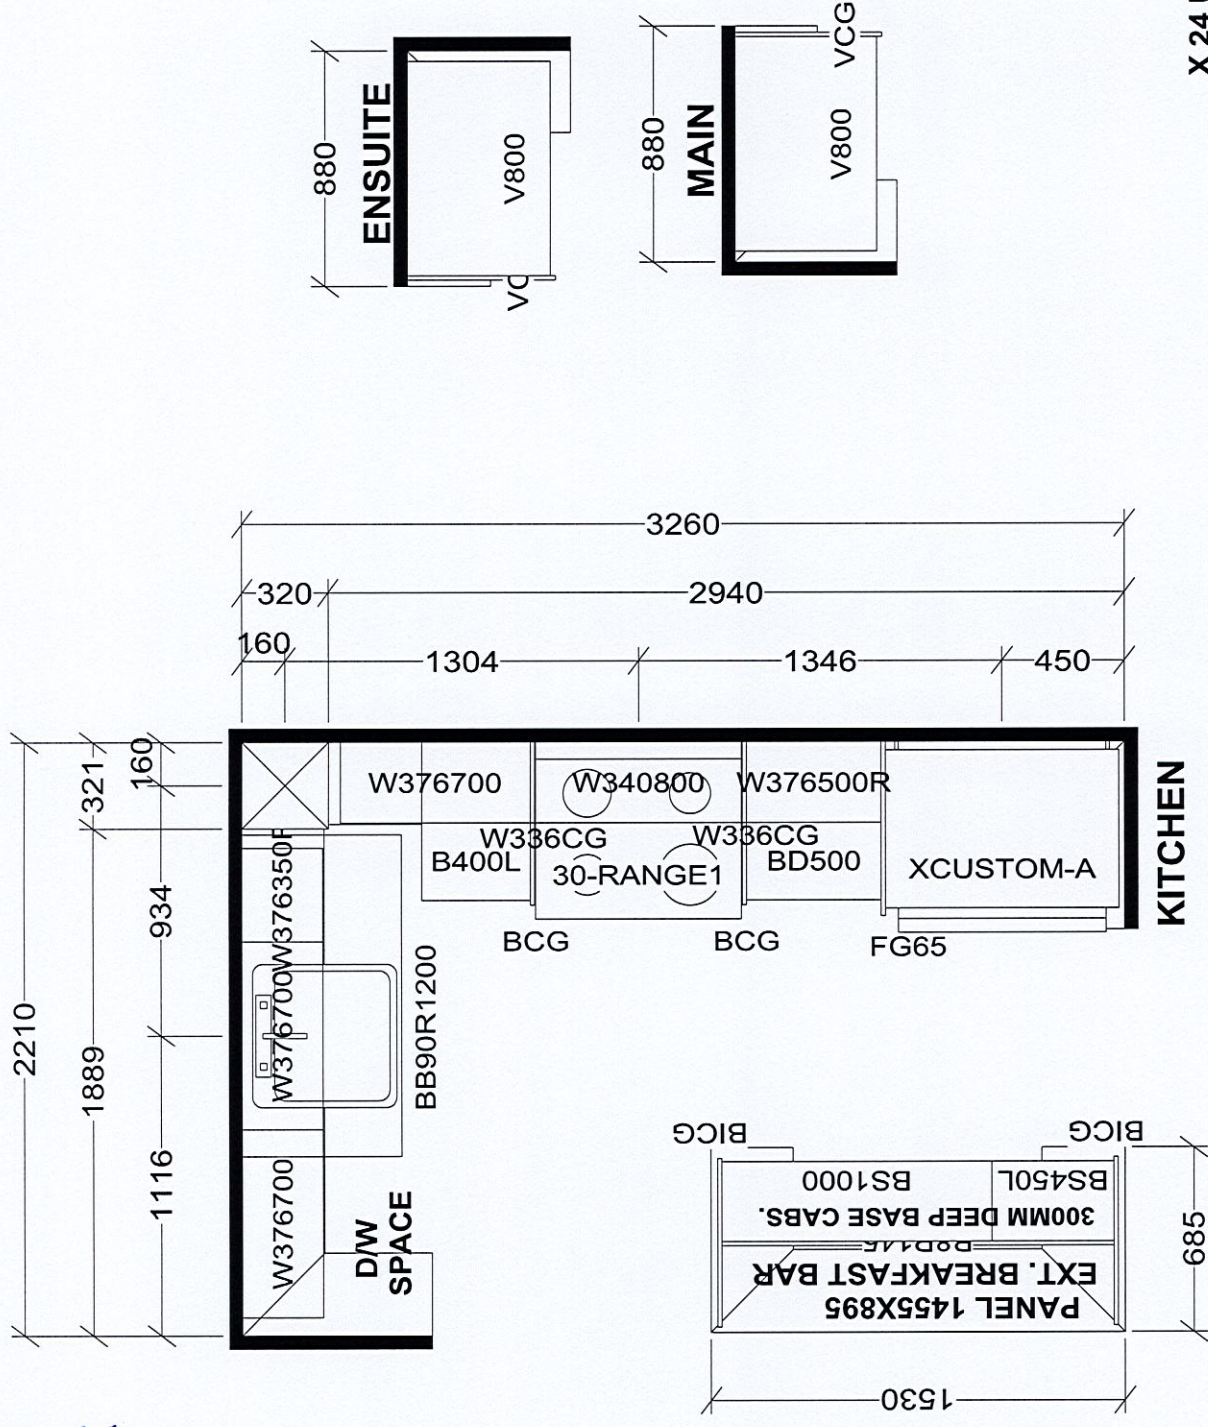 X 24
880
ENSUITE
V800
880
MAIN
V800
VCG
3260
320
2940
160
1304
1346
450
2210
321
160
1889
934
1116
W376700
W340800
W376500R
W336CG
W336CG
B400L
30-RANGE1
BD500
XCUSTOM-A
BCG
BCG
FG65
KITCHEN
W376350R
W376700
W376700
BB90R1200
D/W
SPACE
BICG
BICG
BS1000
BS450L
300MM DEEP BASE CABS.
EXT. BREAKFAST BAR
PANEL 1455X895
685
1530